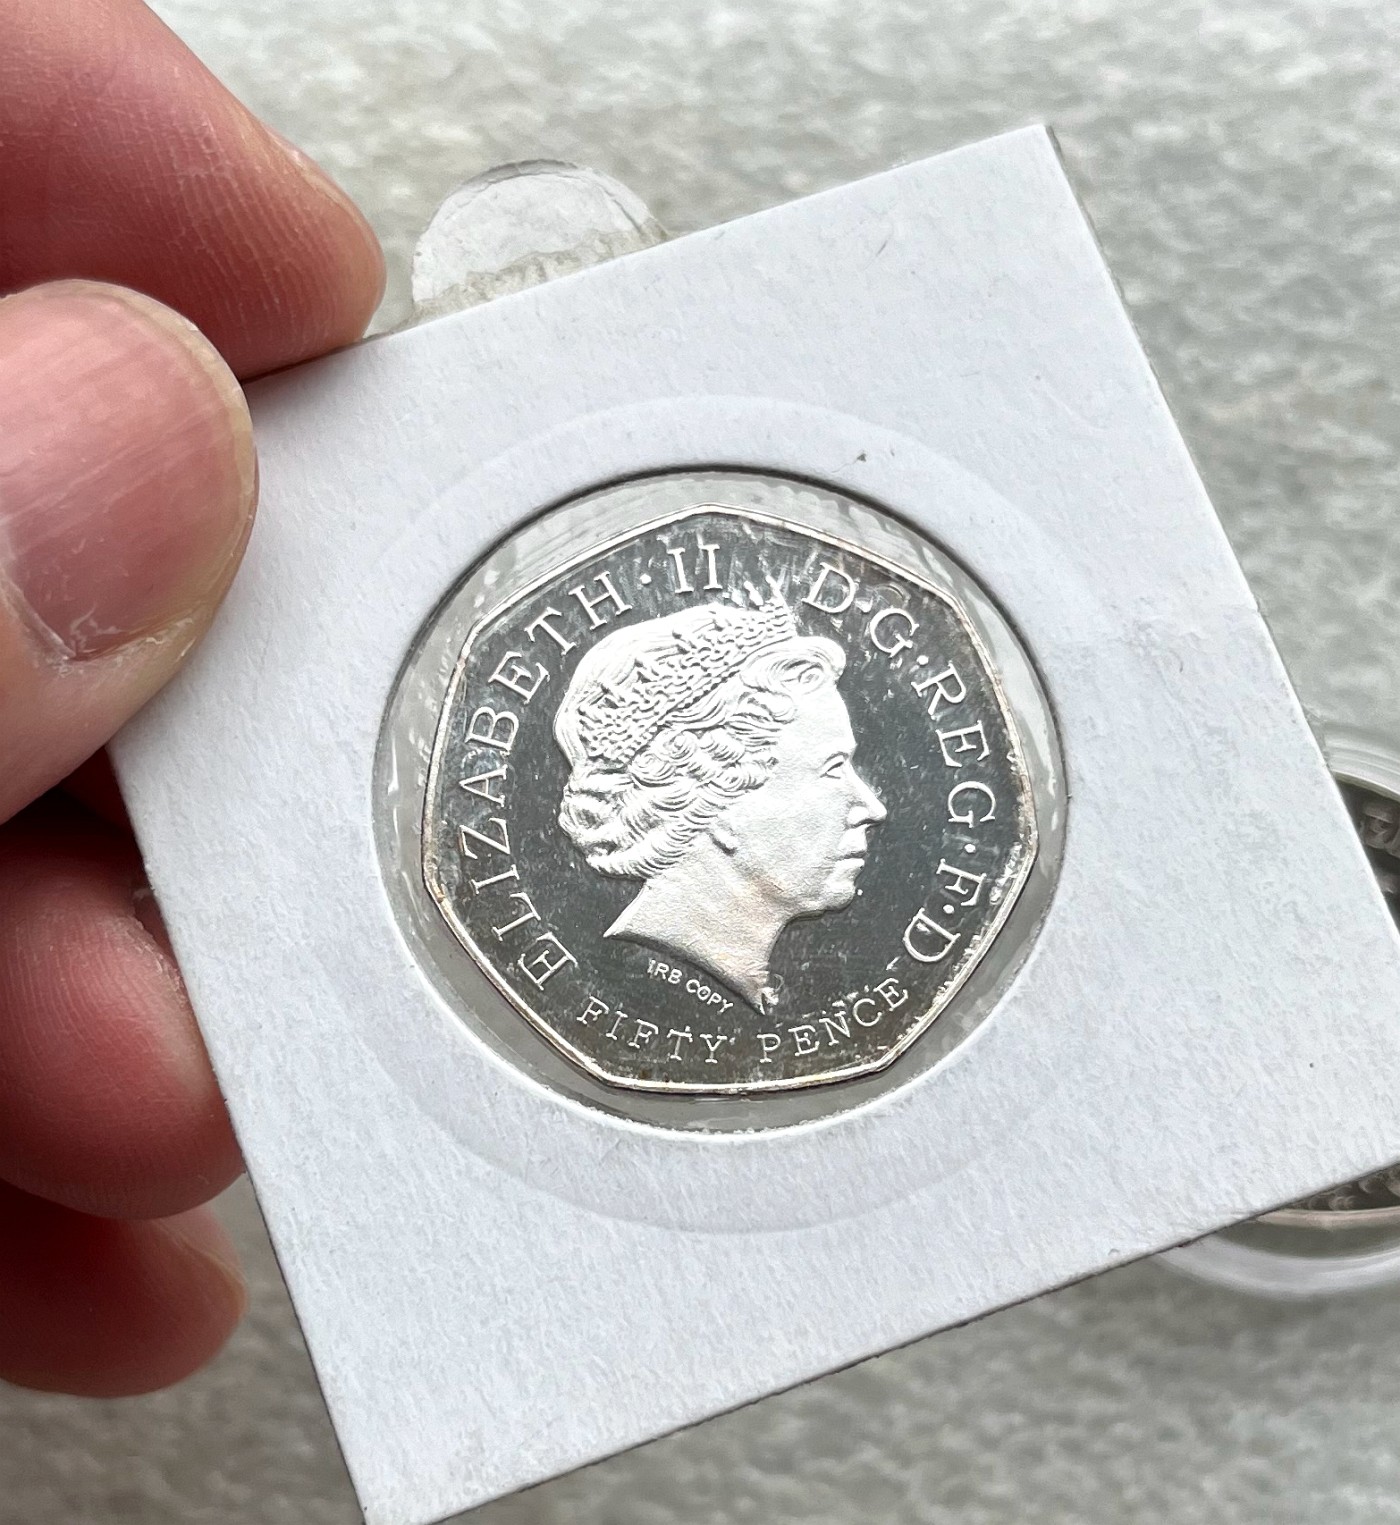 ELIZABETH · II D · G · REG · F · D
FIFTY PENCE
IRB COPY